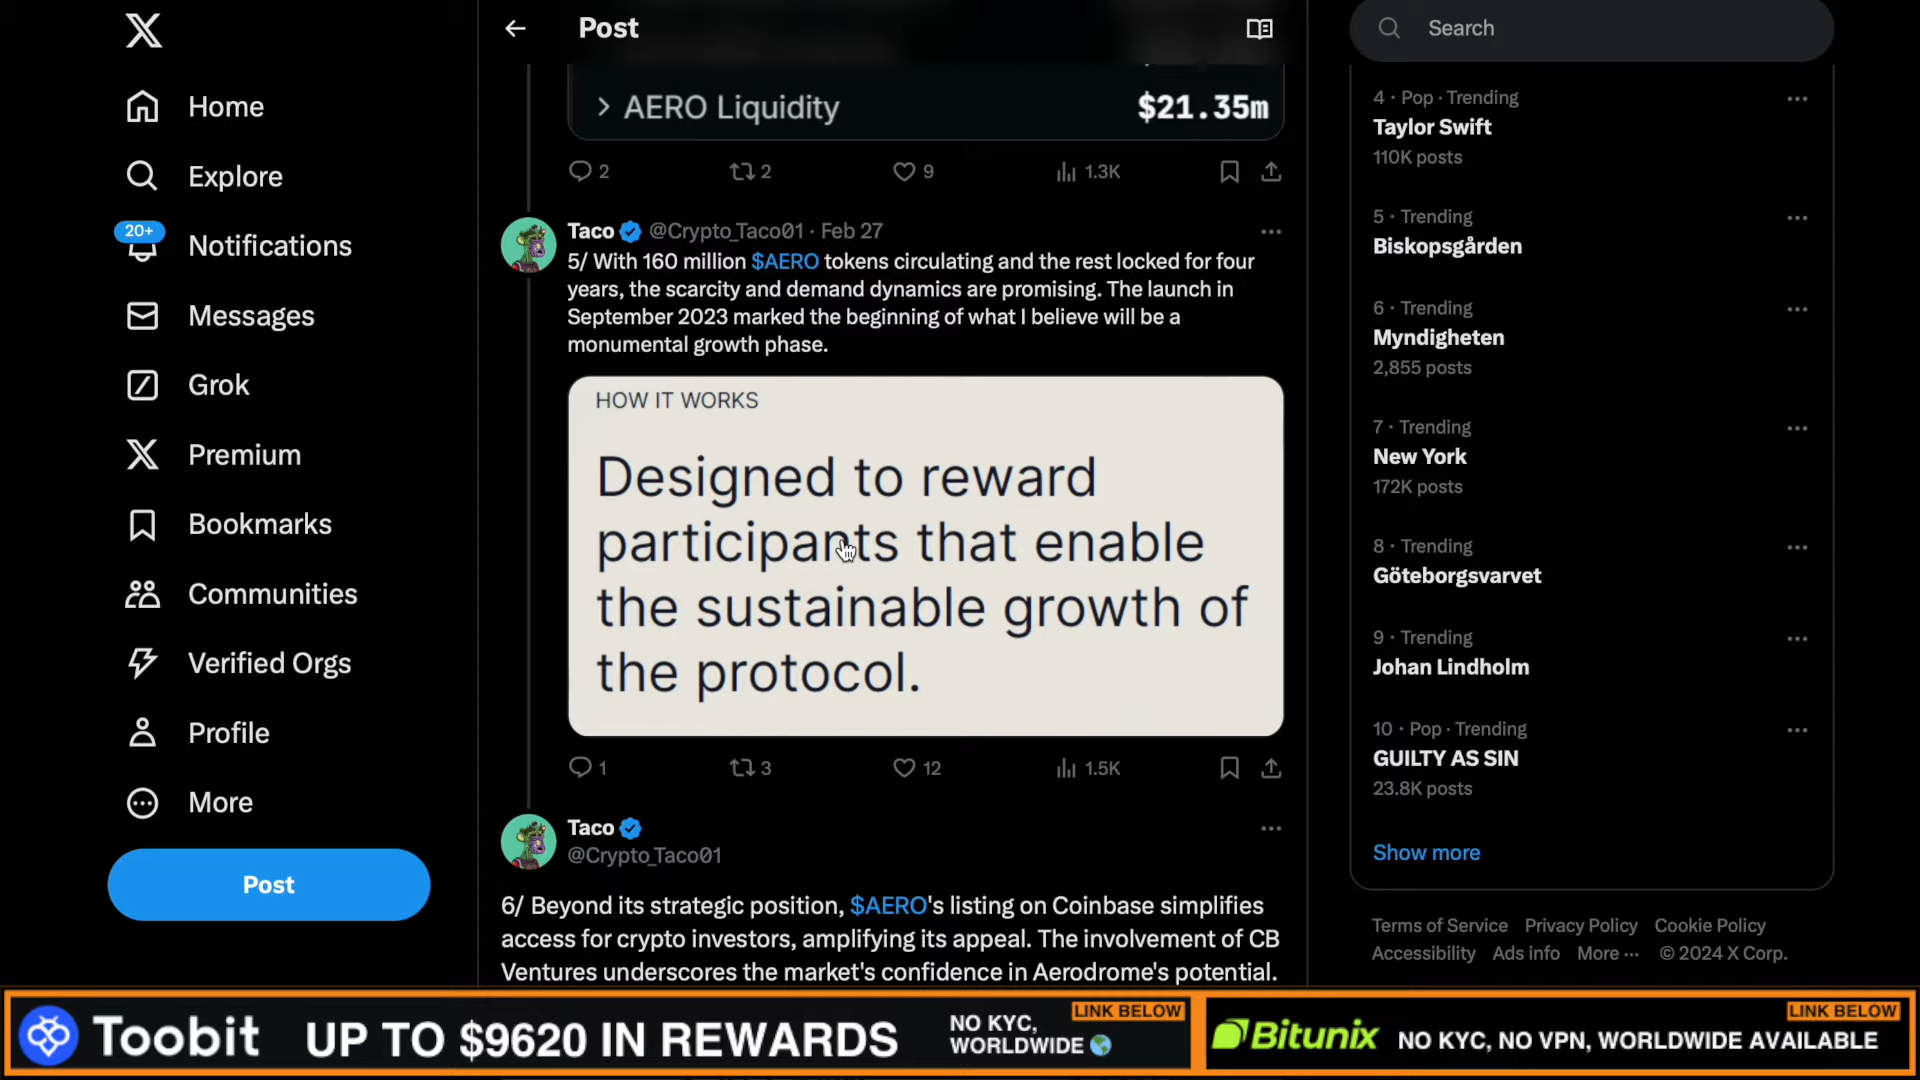 Home
Explore
20+
Notifications
Messages
Grok
Premium
Bookmarks
Communities
Verified Orgs
Profile
More
Post
Post
AERO Liquidity $21.35m
2 2 9 1.3K
Taco @Crypto_Taco01 · Feb 27
5/ With 160 million $AERO tokens circulating and the rest locked for four
years, the scarcity and demand dynamics are promising. The launch in
September 2023 marked the beginning of what I believe will be a
monumental growth phase.
HOW IT WORKS
Designed to reward
participants that enable
the sustainable growth of
the protocol.
1 3 12 1.5K
Taco
@Crypto_Taco01
6/ Beyond its strategic position, $AERO's listing on Coinbase simplifies
access for crypto investors, amplifying its appeal. The involvement of CB
Ventures underscores the market's confidence in Aerodrome's potential.
Search
4 · Pop · Trending
Taylor Swift
110K posts
5 · Trending
Biskopsgården
6 · Trending
Myndigheten
2,855 posts
7 · Trending
New York
172K posts
8 · Trending
Göteborgsvarvet
9 · Trending
Johan Lindholm
10 · Pop · Trending
GUILTY AS SIN
23.8K posts
Show more
Terms of Service Privacy Policy Cookie Policy
Accessibility Ads info More ··· © 2024 X Corp.
Toobit UP TO $9620 IN REWARDS
NO KYC,
WORLDWIDE
LINK BELOW
Bitunix NO KYC, NO VPN, WORLDWIDE AVAILABLE
LINK BELOW